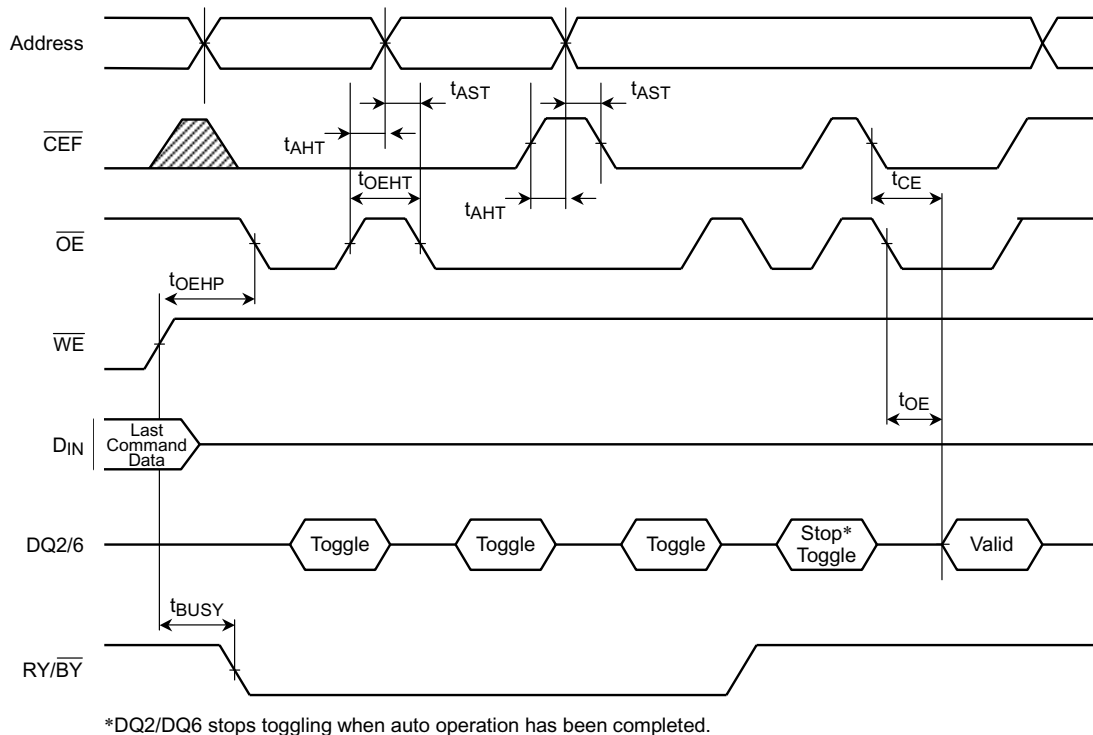 Address
tAST
tAST
CEF
tAHT
tCE
tOEHT
tAHT
OE
tOEHP
WE
tOE
DIN
Last
Command
Data
DQ2/6
Toggle
Toggle
Toggle
Stop*
Toggle
Valid
tBUSY
RY/BY
*DQ2/DQ6 stops toggling when auto operation has been completed.